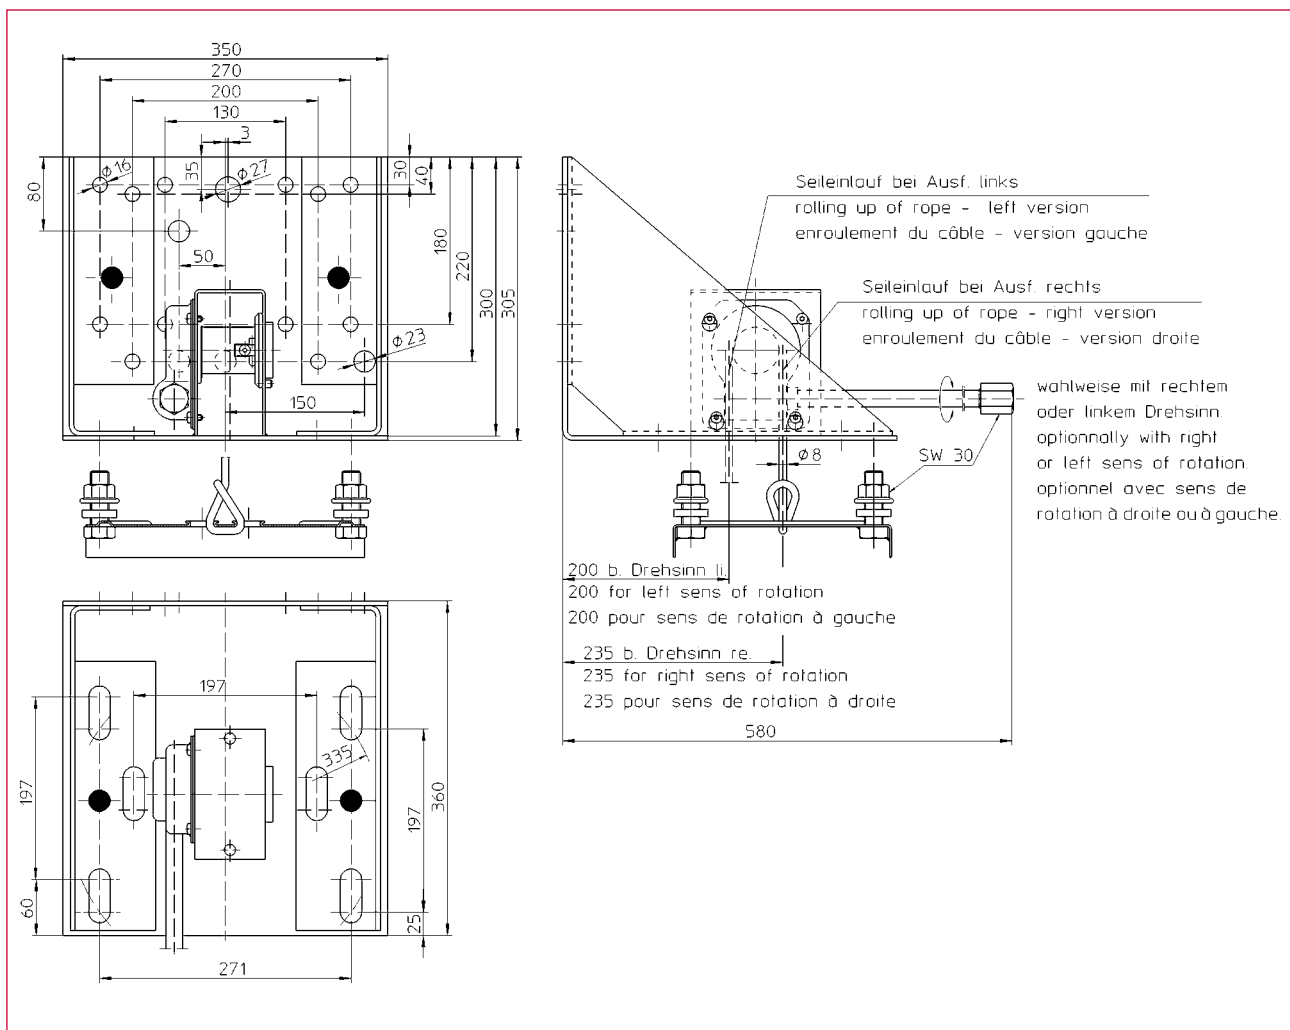 350
270
200
130
3
35
ø27
ø16
80
30
40
50
180
220
300
305
ø23
150
Seileinlauf bei Ausf. links
rolling up of rope - left version
enroulement du câble - version gauche
Seileinlauf bei Ausf. rechts
rolling up of rope - right version
enroulement du câble - version droite
wahlweise mit rechtem
oder linkem Drehsinn.
optionnally with right
or left sens of rotation.
optionnel avec sens de
rotation à droite ou à gauche.
SW 30
ø8
200 b. Drehsinn li.
200 for left sens of rotation
200 pour sens de rotation à gauche
235 b. Drehsinn re.
235 for right sens of rotation
235 pour sens de rotation à droite
580
197
335
197
197
360
60
25
271